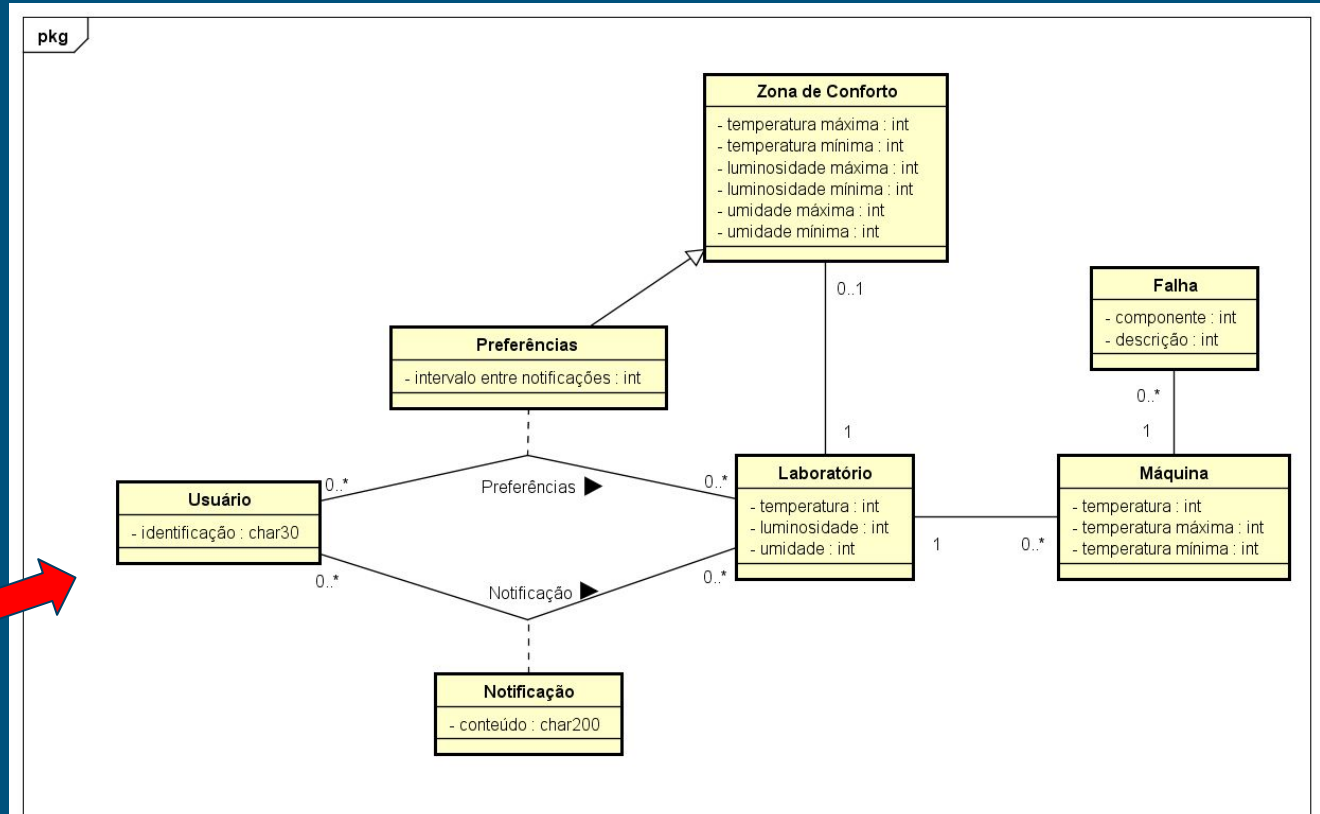 pkg
Zona de Conforto
- temperatura máxima : int
- temperatura mínima : int
- luminosidade máxima : int
- luminosidade mínima : int
- umidade máxima : int
- umidade mínima : int
0..1
Falha
- componente : int
- descrição : int
0..*
1
Preferências
- intervalo entre notificações : int
1
Usuário
- identificação : char30
0..*
Preferências
0..*
Laboratório
- temperatura : int
- luminosidade : int
- umidade : int
1
0..*
Máquina
- temperatura : int
- temperatura máxima : int
- temperatura mínima : int
0..*
Notificação
0..*
Notificação
- conteúdo : char200